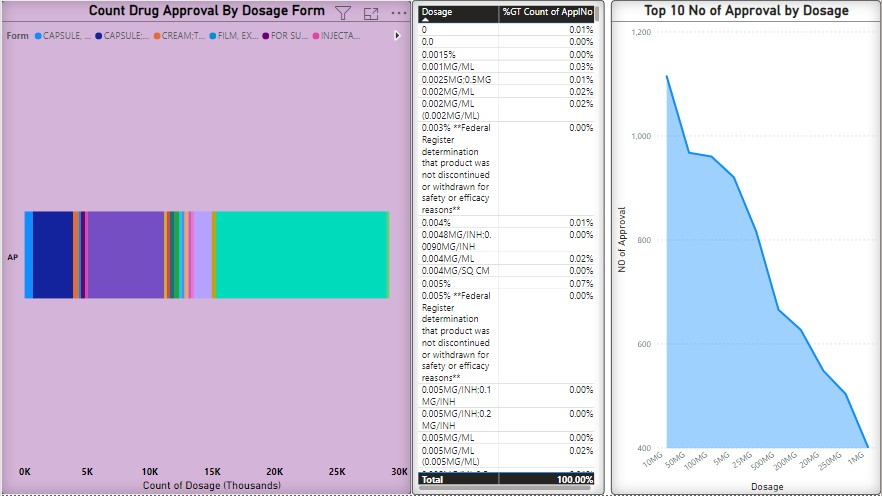 Count Drug Approval By Dosage Form
Form CAPSULE, ... CAPSULE;... CREAM;T... FILM, EX... FOR SU... INJECTA...
AP
0K 5K 10K 15K 20K 25K 30K
Count of Dosage (Thousands)
Dosage %GT Count of ApplNo
0 0.01%
0.0 0.00%
0.0015% 0.00%
0.001MG/ML 0.03%
0.0025MG;0.5MG 0.01%
0.002MG/ML 0.02%
0.002MG/ML 0.02%
(0.002MG/ML)
0.003% **Federal 0.00%
Register
determination
that product was
not discontinued
or withdrawn for
safety or efficacy
reasons**
0.004% 0.01%
0.0048MG/INH;0. 0.00%
0090MG/INH
0.004MG/ML 0.02%
0.004MG/SQ CM 0.00%
0.005% 0.07%
0.005% **Federal 0.00%
Register
determination
that product was
not discontinued
or withdrawn for
safety or efficacy
reasons**
0.005MG/INH;0.1 0.00%
MG/INH
0.005MG/INH;0.2 0.00%
MG/INH
0.005MG/ML 0.00%
0.005MG/ML 0.02%
(0.005MG/ML)
Total 100.00%
Top 10 No of Approval by Dosage
1,200
1,000
800
600
400
NO of Approval
10MG 50MG 100MG 5MG 25MG 500MG 200MG 20MG 250MG 1MG
Dosage